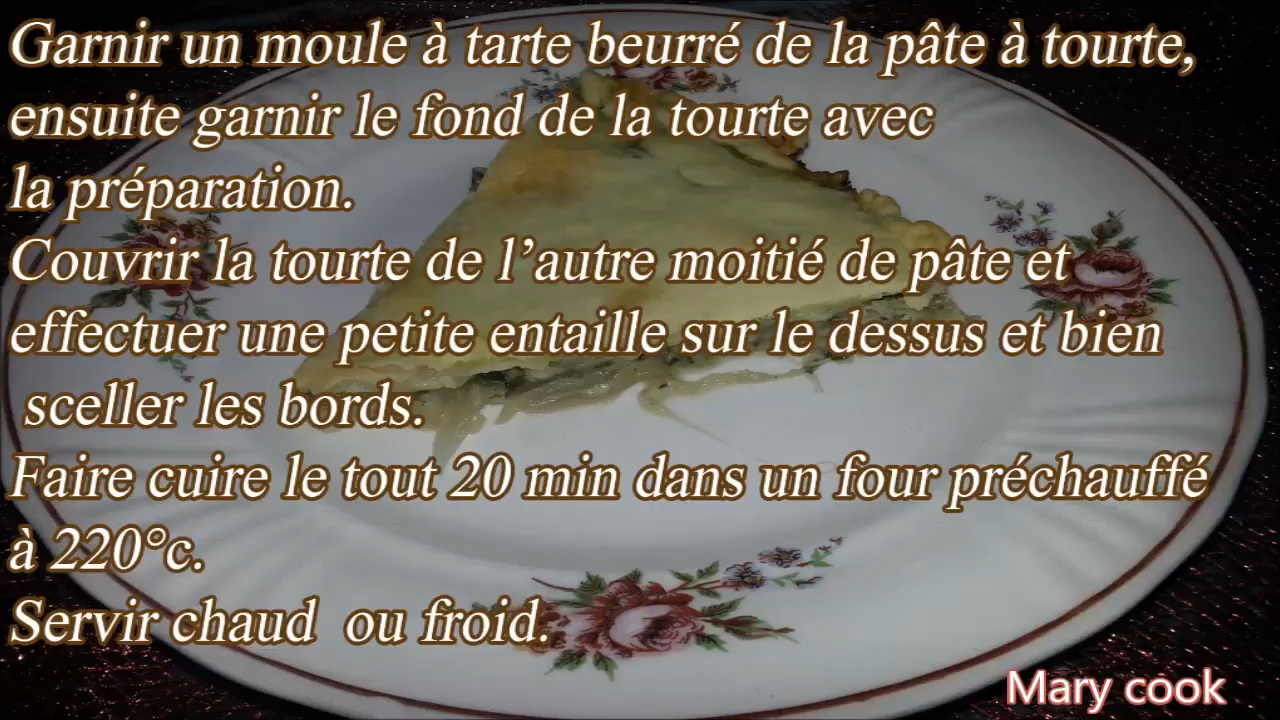 Garnir un moule à tarte beurré de la pâte à tourte,
ensuite garnir le fond de la tourte avec
la préparation.
Couvrir la tourte de l’autre moitié de pâte et
effectuer une petite entaille sur le dessus et bien
sceller les bords.
Faire cuire le tout 20 min dans un four préchauffé
à 220°c.
Servir chaud ou froid.
Mary cook